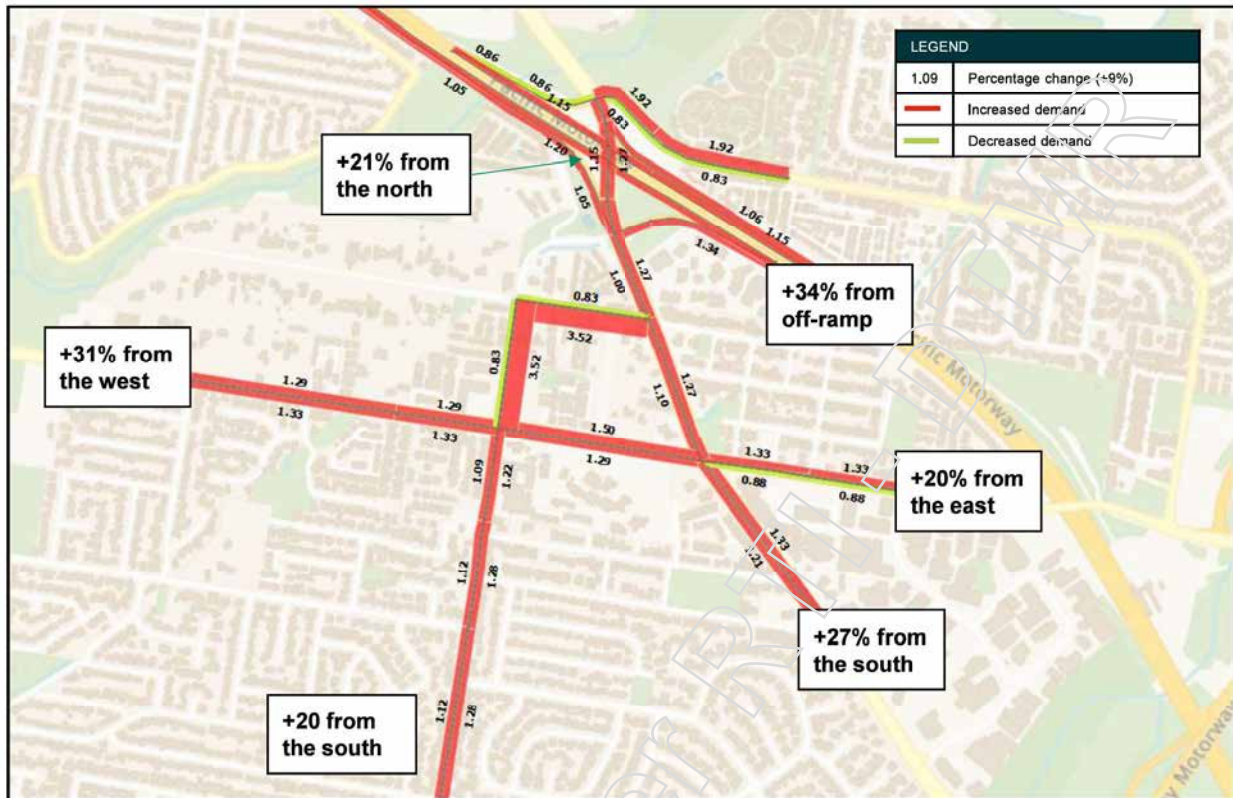 LEGEND
1.09 Percentage change (+9%)
Increased demand
Decreased demand
0.86
0.86
1.15
1.05
1.92
0.83
1.92
0.83
+21% from
the north
1.20
1.15
1.05
1.06
1.15
1.34
1.27
1.00
+34% from
off-ramp
0.83
3.52
0.83
3.52
+31% from
the west
1.29
1.33
1.29
1.33
1.50
1.29
1.27
1.10
1.33
0.88
1.33
0.88
+20% from
the east
1.09
1.22
1.33
1.12
1.28
+27% from
the south
+20 from
the south
1.12
1.28
Motorway
y Motorway
DTMR
RTI